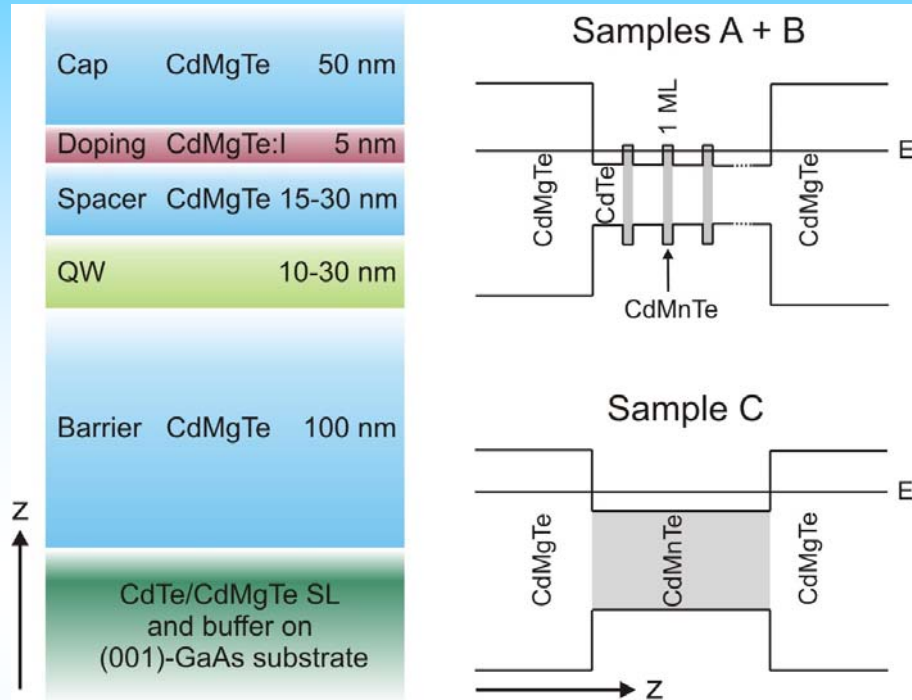 Cap CdMgTe 50 nm
Doping CdMgTe:I 5 nm
Spacer CdMgTe 15-30 nm
QW 10-30 nm
Barrier CdMgTe 100 nm
CdTe/CdMgTe SL
and buffer on
(001)-GaAs substrate
z
Samples A + B
1 ML
E
CdMgTe
CdTe
CdMgTe
CdMnTe
Sample C
E
CdMgTe
CdMnTe
CdMgTe
z